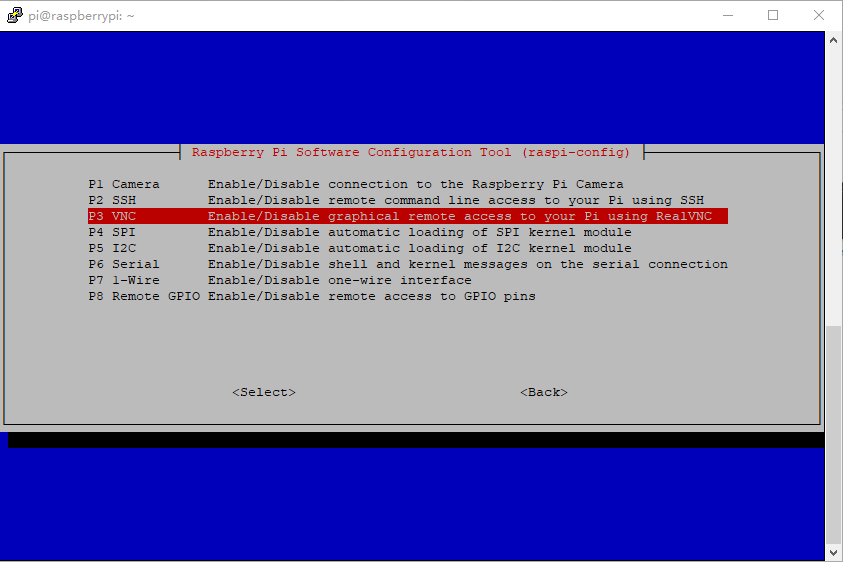 pi@raspberrypi: ~
Raspberry Pi Software Configuration Tool (raspi-config)
P1 Camera Enable/Disable connection to the Raspberry Pi Camera
P2 SSH Enable/Disable remote command line access to your Pi using SSH
P3 VNC Enable/Disable graphical remote access to your Pi using RealVNC
P4 SPI Enable/Disable automatic loading of SPI kernel module
P5 I2C Enable/Disable automatic loading of I2C kernel module
P6 Serial Enable/Disable shell and kernel messages on the serial connection
P7 1-Wire Enable/Disable one-wire interface
P8 Remote GPIO Enable/Disable remote access to GPIO pins
<Select> <Back>